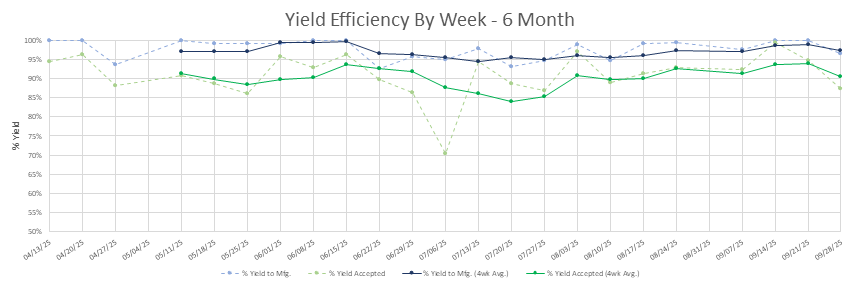 Yield Efficiency By Week - 6 Month
100%
95%
90%
85%
80%
75%
70%
65%
60%
55%
50%
% Yield
04/13/25 04/20/25 04/27/25 05/04/25 05/11/25 05/18/25 05/25/25 06/01/25 06/08/25 06/15/25 06/22/25 06/29/25 07/06/25 07/13/25 07/20/25 07/27/25 08/03/25 08/10/25 08/17/25 08/24/25 08/31/25 09/07/25 09/14/25 09/21/25 09/28/25
% Yield to Mfg. % Yield Accepted % Yield to Mfg. (4wk Avg.) % Yield Accepted (4wk Avg.)